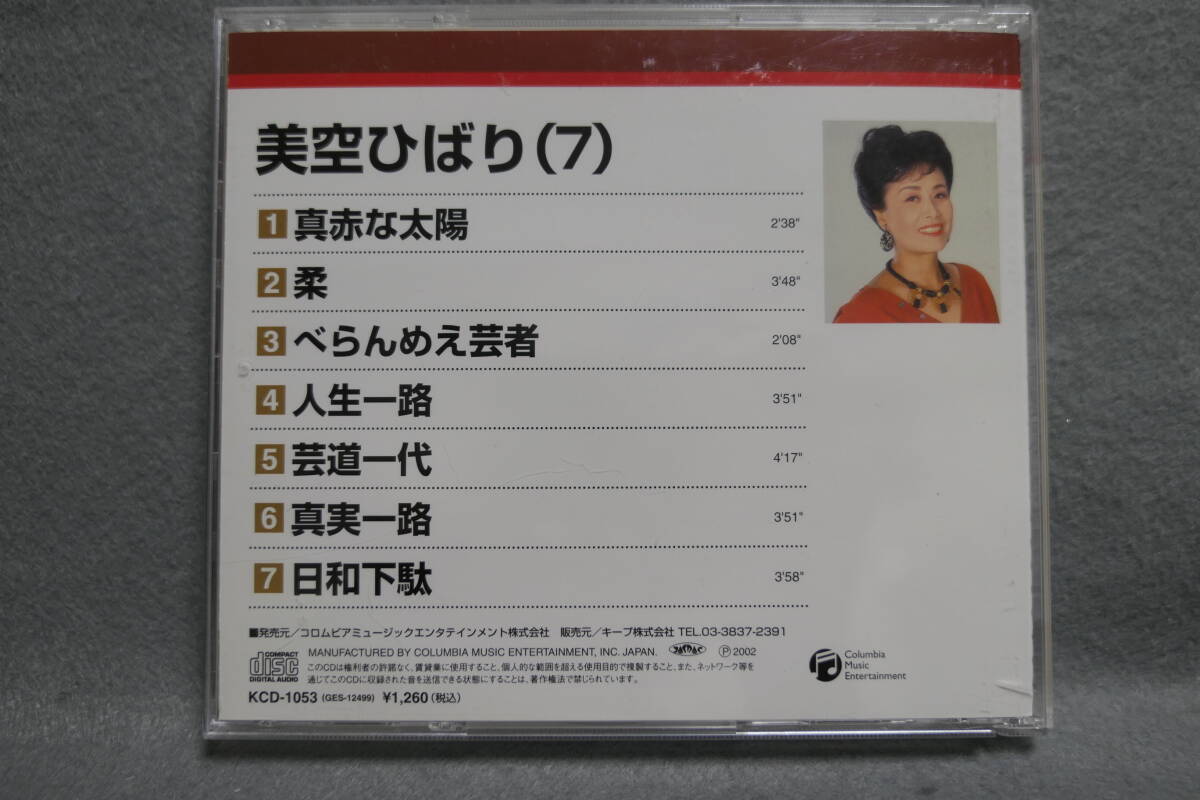 美空ひばり(7)
1 真赤な太陽 2'38"
2 柔 3'48"
3 べらんめえ芸者 2'08"
4 人生一路 3'51"
5 芸道一代 4'17"
6 真実一路 3'51"
7 日和下駄 3'58"
■発売元／コロムビアミュージックエンタテインメント株式会社 販売元／キープ株式会社 TEL.03-3837-2391
COMPACT disc DIGITAL AUDIO
MANUFACTURED BY COLUMBIA MUSIC ENTERTAINMENT, INC. JAPAN. JASRAC Ⓟ2002
このCDは権利者の許諾なく、賃貸業に使用すること、個人的な範囲を超える使用目的で複製すること、また、ネットワーク等を
通じてこのCDに収録された音を送信できる状態にすることは、著作権法で禁じられています。
KCD-1053 (GES-12499) ¥1,260(税込)
Columbia
Music
Entertainment